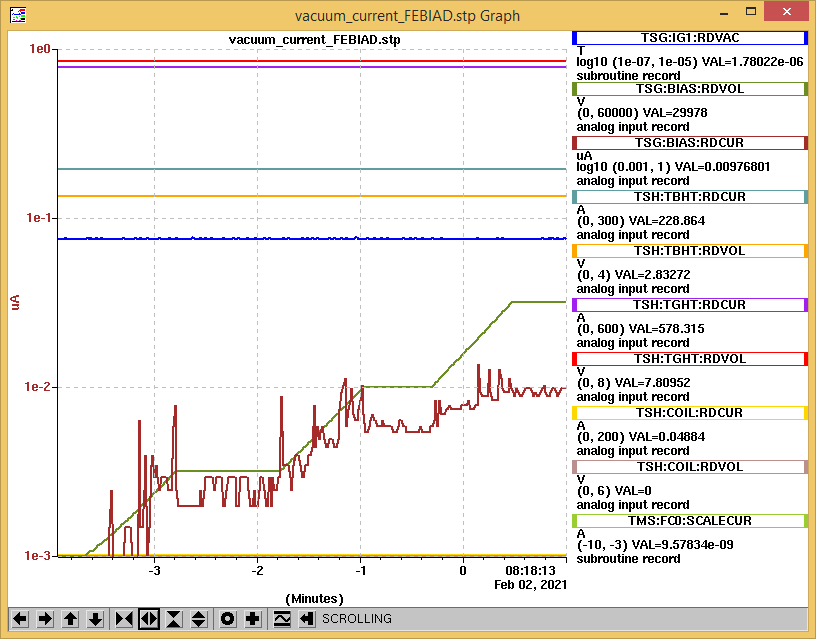 vacuum_current_FEBIAD.stp Graph
vacuum_current_FEBIAD.stp
1e0
1e-1
uA
1e-2
1e-3
-3
-2
-1
0
08:18:13
Feb 02, 2021
(Minutes)
TSG:IG1:RDVAC
T
log10 (1e-07, 1e-05) VAL=1.78022e-06
subroutine record
TSG:BIAS:RDVOL
V
(0, 60000) VAL=29978
analog input record
TSG:BIAS:RDCUR
uA
log10 (0.001, 1) VAL=0.00976801
analog input record
TSH:TBHT:RDCUR
A
(0, 300) VAL=228.864
analog input record
TSH:TBHT:RDVOL
V
(0, 4) VAL=2.83272
analog input record
TSH:TGHT:RDCUR
A
(0, 600) VAL=578.315
analog input record
TSH:TGHT:RDVOL
V
(0, 8) VAL=7.80952
analog input record
TSH:COIL:RDCUR
A
(0, 200) VAL=0.04884
analog input record
TSH:COIL:RDVOL
V
(0, 6) VAL=0
analog input record
TMS:FC0:SCALECUR
A
(-10, -3) VAL=9.57834e-09
subroutine record
SCROLLING